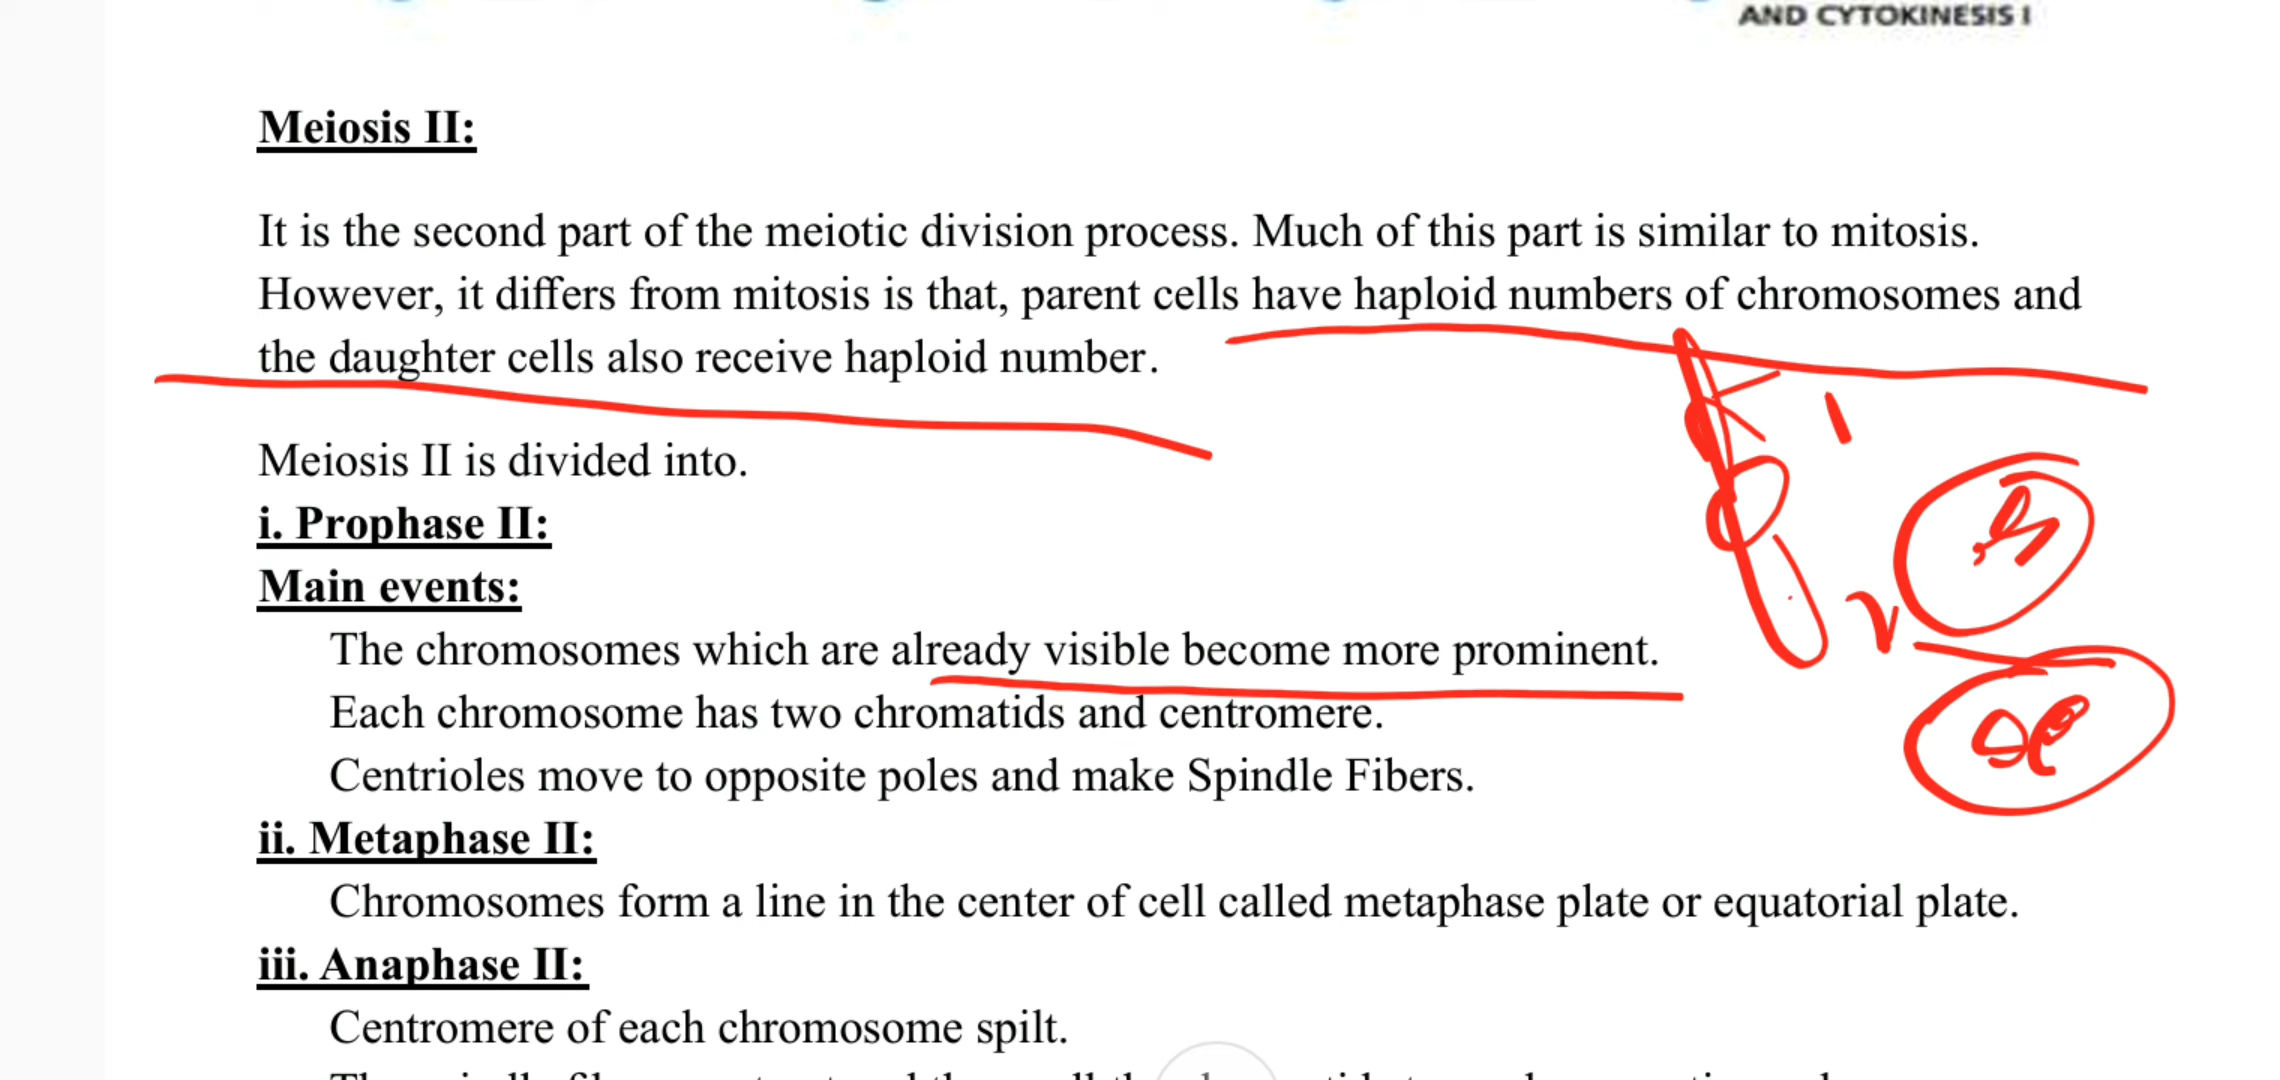 AND CYTOKINESIS I
Meiosis II:
It is the second part of the meiotic division process. Much of this part is similar to mitosis.
However, it differs from mitosis is that, parent cells have haploid numbers of chromosomes and
the daughter cells also receive haploid number.
Meiosis II is divided into.
i. Prophase II:
Main events:
The chromosomes which are already visible become more prominent.
Each chromosome has two chromatids and centromere.
Centrioles move to opposite poles and make Spindle Fibers.
ii. Metaphase II:
Chromosomes form a line in the center of cell called metaphase plate or equatorial plate.
iii. Anaphase II:
Centromere of each chromosome spilt.